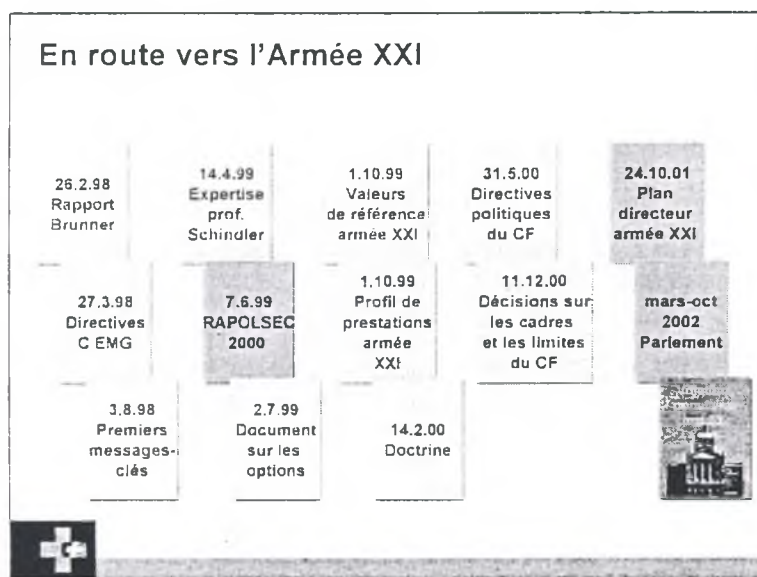 En route vers l'Armée XXI
26.2.98
Rapport
Brunner
14.4.99
Expertise
prof.
Schindler
1.10.99
Valeurs
de référence
armée XXI
31.5.00
Directives
politiques
du CF
24.10.01
Plan
directeur
armée XXI
27.3.98
Directives
C EMG
7.6.99
RAPOLSEC
2000
1.10.99
Profil de
prestations
armée
XXI
11.12.00
Décisions sur
les cadres
et les limites
du CF
mars-oct
2002
Parlement
3.8.98
Premiers
messages-
clés
2.7.99
Document
sur les
options
14.2.00
Doctrine